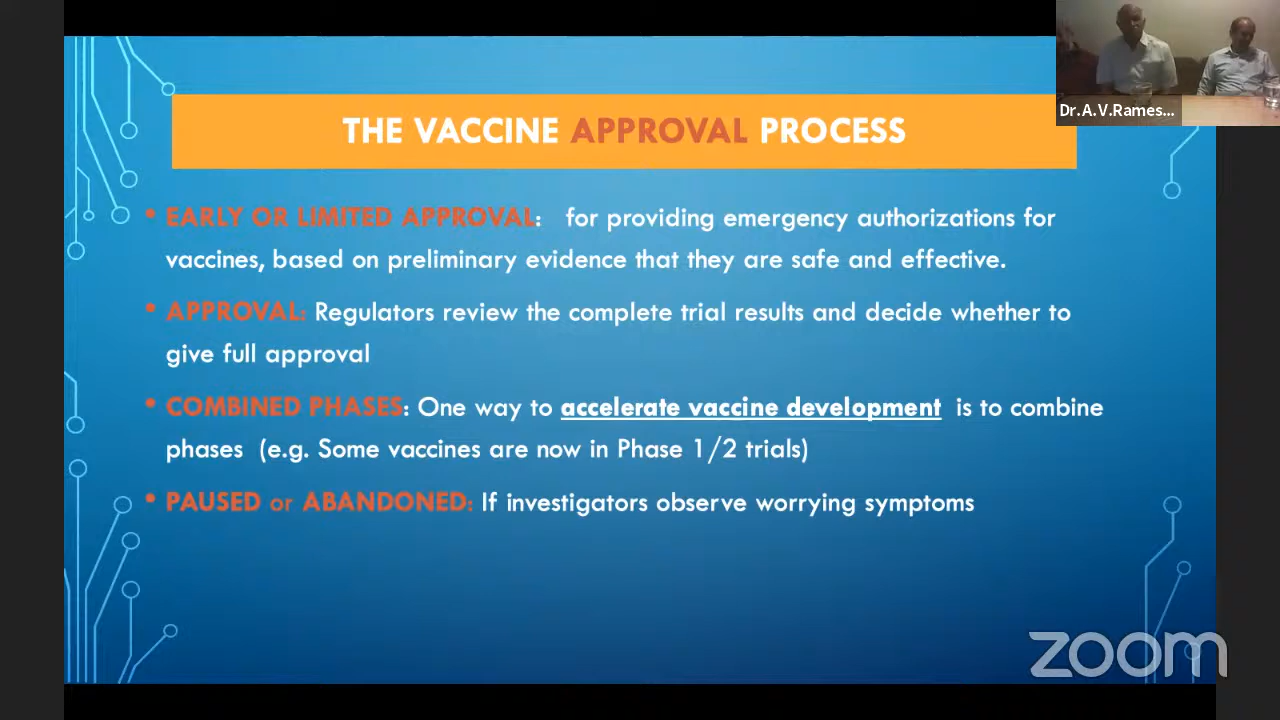 THE VACCINE APPROVAL PROCESS
Dr.A.V.Rames...
• EARLY OR LIMITED APPROVAL: for providing emergency authorizations for
vaccines, based on preliminary evidence that they are safe and effective.
• APPROVAL: Regulators review the complete trial results and decide whether to
give full approval
• COMBINED PHASES: One way to accelerate vaccine development is to combine
phases (e.g. Some vaccines are now in Phase 1/2 trials)
• PAUSED or ABANDONED: If investigators observe worrying symptoms
zoom